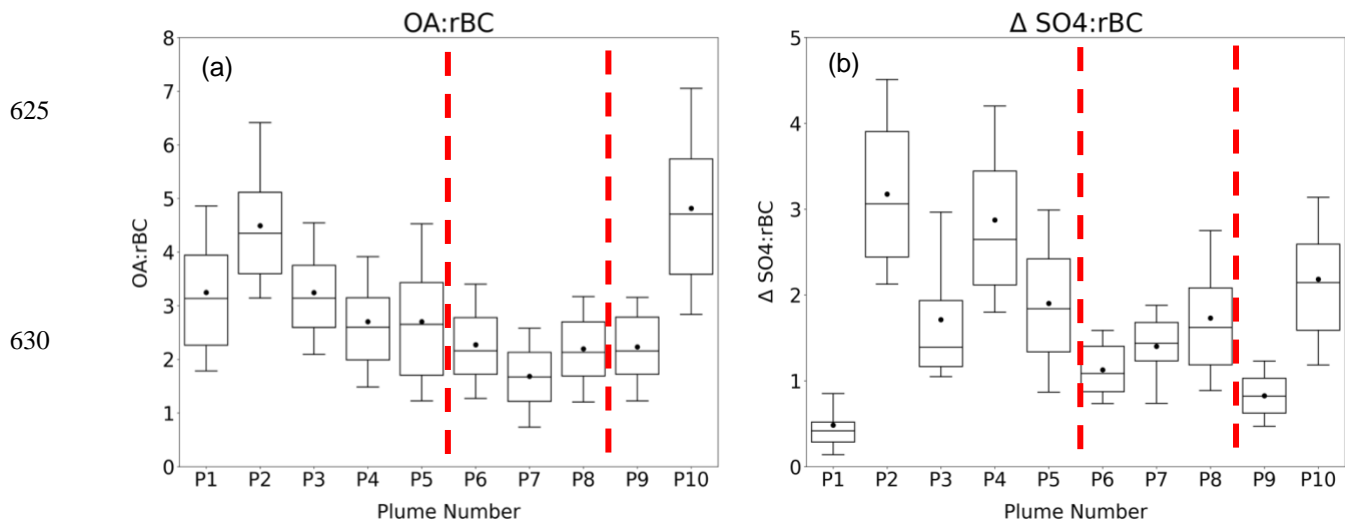 OA:rBC
Δ SO4:rBC
625
630
(a)
OA:rBC
8
7
6
5
4
3
2
1
0
P1 P2 P3 P4 P5 P6 P7 P8 P9 P10
Plume Number
(b)
Δ SO4:rBC
5
4
3
2
1
0
P1 P2 P3 P4 P5 P6 P7 P8 P9 P10
Plume Number